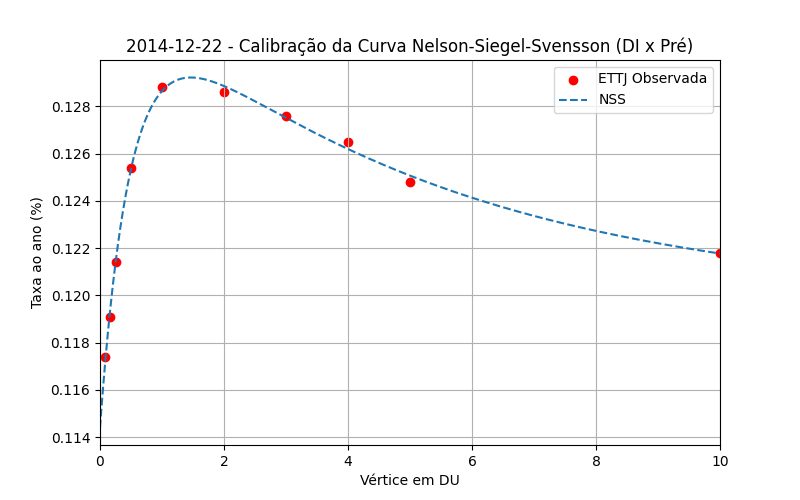 2014-12-22 - Calibração da Curva Nelson-Siegel-Svensson (DI x Pré)
ETTJ Observada
NSS
Taxa ao ano (%)
0.128
0.126
0.124
0.122
0.120
0.118
0.116
0.114
0 2 4 6 8 10
Vértice em DU